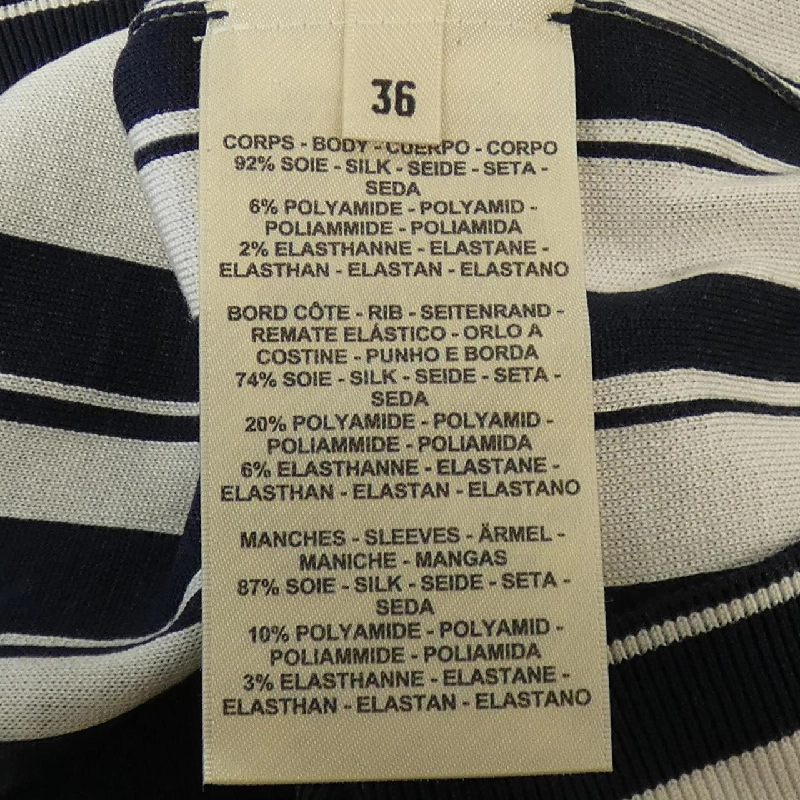 36
CORPS - BODY - CUERPO - CORPO
92% SOIE - SILK - SEIDE - SETA -
SEDA
6% POLYAMIDE - POLYAMID -
POLIAMMIDE - POLIAMIDA
2% ELASTHANNE - ELASTANE -
ELASTHAN - ELASTAN - ELASTANO
BORD CÔTE - RIB - SEITENRAND -
REMATE ELÁSTICO - ORLO A
COSTINE - PUNHO E BORDA
74% SOIE - SILK - SEIDE - SETA -
SEDA
20% POLYAMIDE - POLYAMID -
POLIAMMIDE - POLIAMIDA
6% ELASTHANNE - ELASTANE -
ELASTHAN - ELASTAN - ELASTANO
MANCHES - SLEEVES - ÄRMEL -
MANICHE - MANGAS
87% SOIE - SILK - SEIDE - SETA -
SEDA
10% POLYAMIDE - POLYAMID -
POLIAMMIDE - POLIAMIDA
3% ELASTHANNE - ELASTANE -
ELASTHAN - ELASTAN - ELASTANO